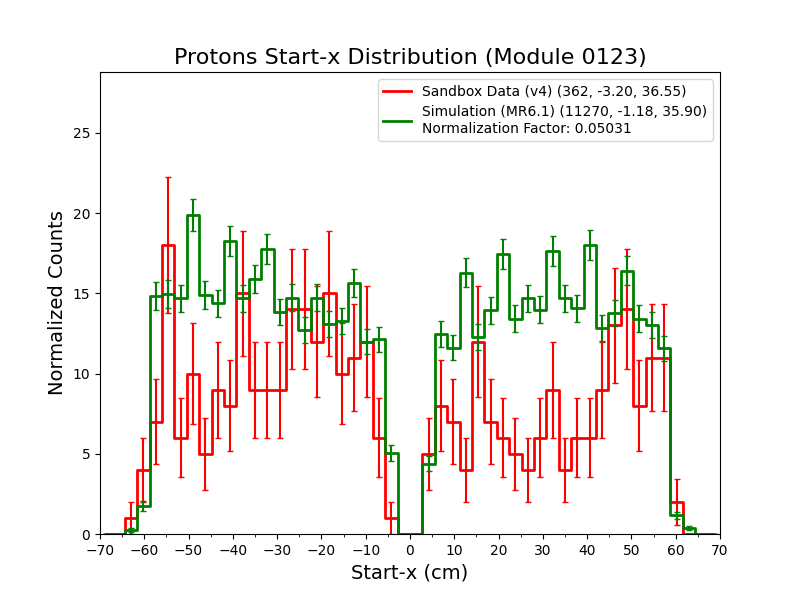 Protons Start-x Distribution (Module 0123)
Sandbox Data (v4) (362, -3.20, 36.55)
Simulation (MR6.1) (11270, -1.18, 35.90)
Normalization Factor: 0.05031
Normalized Counts
25
20
15
10
5
0
−70 −60 −50 −40 −30 −20 −10 0 10 20 30 40 50 60 70
Start-x (cm)